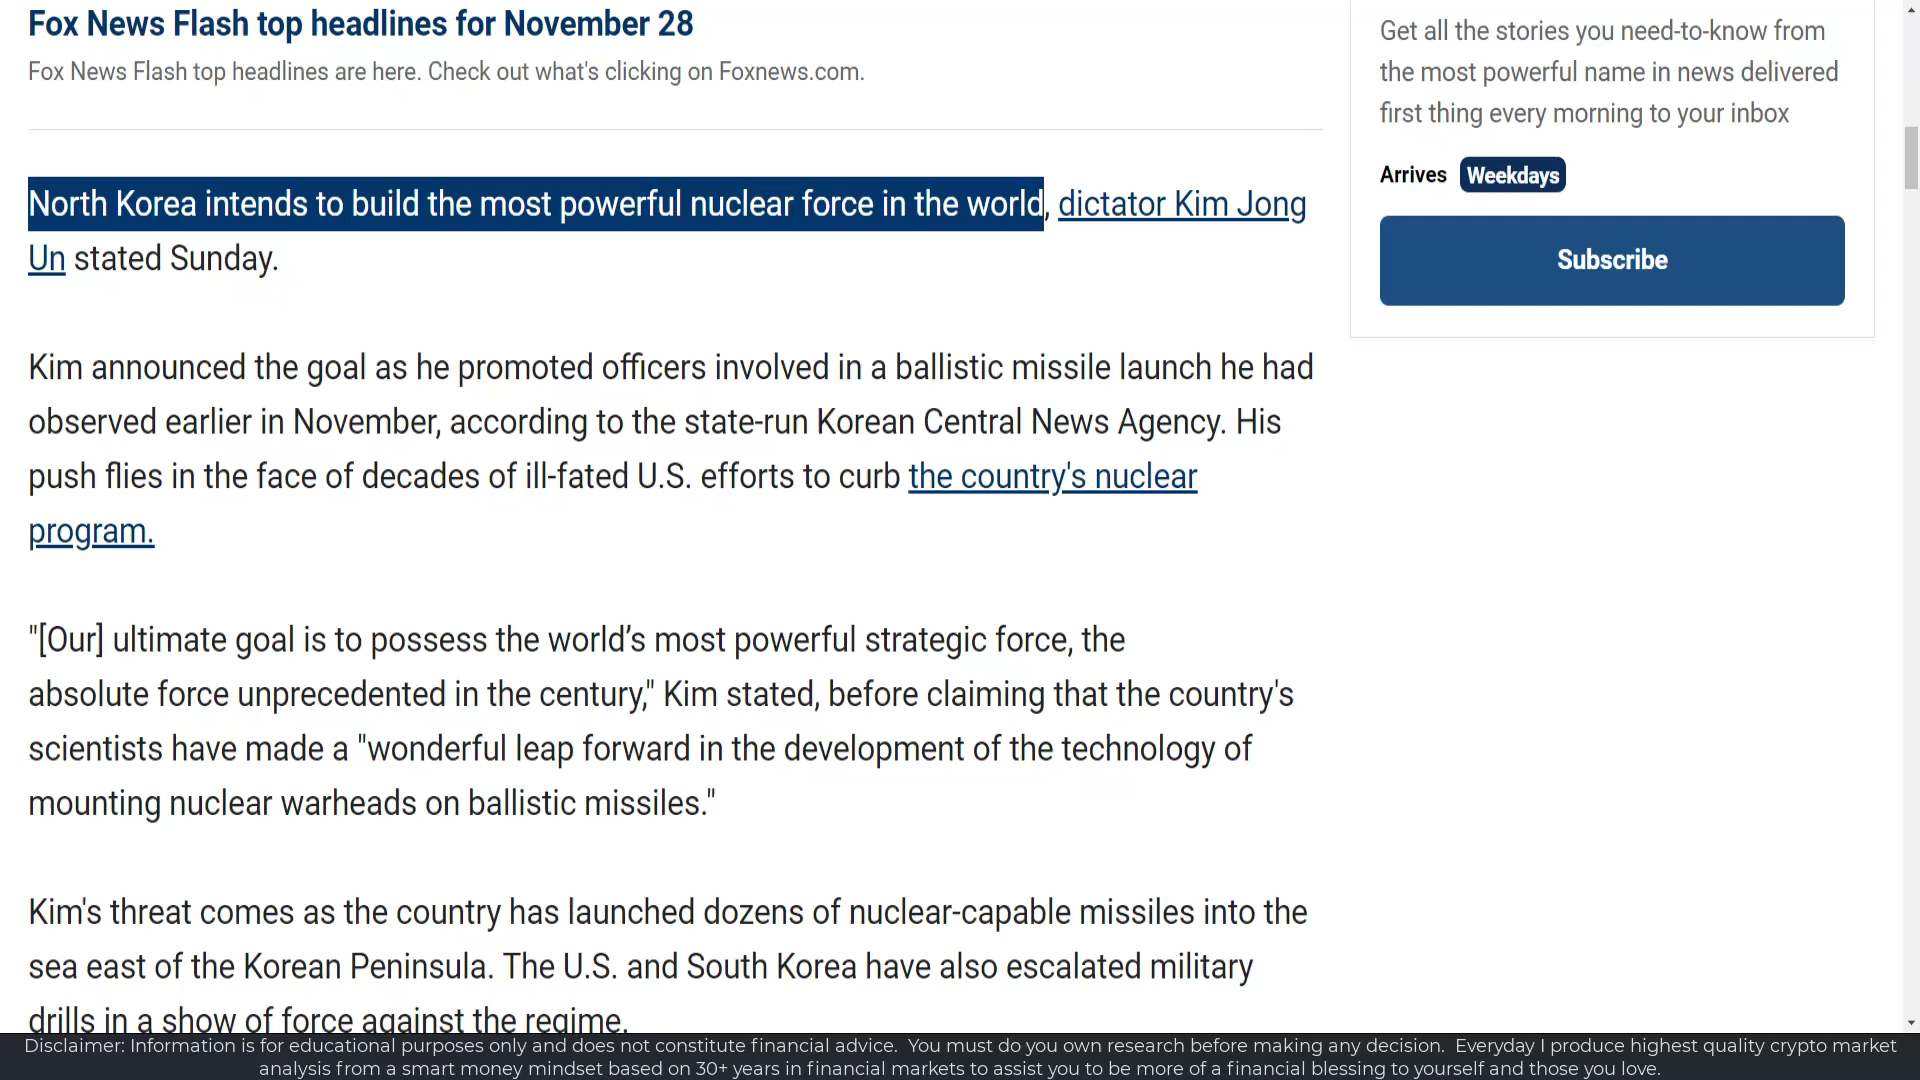 Fox News Flash top headlines for November 28
Fox News Flash top headlines are here. Check out what's clicking on Foxnews.com.
North Korea intends to build the most powerful nuclear force in the world, dictator Kim Jong
Un stated Sunday.
Kim announced the goal as he promoted officers involved in a ballistic missile launch he had
observed earlier in November, according to the state-run Korean Central News Agency. His
push flies in the face of decades of ill-fated U.S. efforts to curb the country's nuclear
program.
"[Our] ultimate goal is to possess the world’s most powerful strategic force, the
absolute force unprecedented in the century," Kim stated, before claiming that the country's
scientists have made a "wonderful leap forward in the development of the technology of
mounting nuclear warheads on ballistic missiles."
Kim's threat comes as the country has launched dozens of nuclear-capable missiles into the
sea east of the Korean Peninsula. The U.S. and South Korea have also escalated military
drills in a show of force against the regime.
Get all the stories you need-to-know from
the most powerful name in news delivered
first thing every morning to your inbox
Arrives Weekdays
Subscribe
Disclaimer: Information is for educational purposes only and does not constitute financial advice. You must do you own research before making any decision. Everyday I produce highest quality crypto market
analysis from a smart money mindset based on 30+ years in financial markets to assist you to be more of a financial blessing to yourself and those you love.